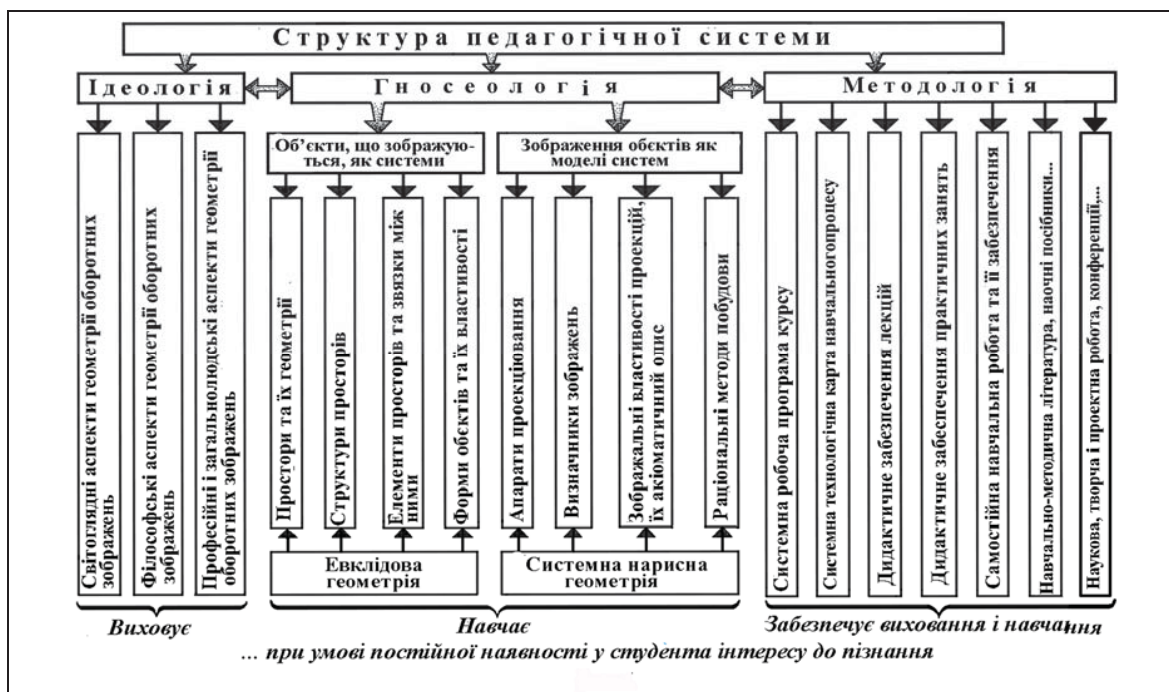 Структура педагогічної системи
Ідеологія
Гносеологія
Методологія
Об’єкти, що зображую-
ться, як системи
Зображення обєктів як
моделі систем
Світоглядні аспекти геометрії оборотних
зображень
Філософські аспекти геометрії оборотних
зображень
Професійні і загальнолюдські аспекти геометрії
оборотних зображень
Простори та їх геометрії
Структури просторів
Елементи просторів та звязки між
ними
Форми обєктів та їх властивості
Апарати проекціювання
Визначники зображень
Зображальні властивості проекцій,
їх акіоматичний опис
Раціональні методи побудови
Системна робоча програма курсу
Системна технологічна карта навчальногопроцесу
Дидактичне забезпечення лекцій
Дидактичне забеспечення практичних занять
Самостійна навчальна робота та її забезпечення
Навчально-методична література, наочні посібники...
Наукова, творча і проектна робота, конференції,...
Евклідова
геометрія
Системна нарисна
геометрія
Виховує
Навчає
Забезпечує виховання і навчання
... при умові постійної наявності у студента інтересу до пізнання